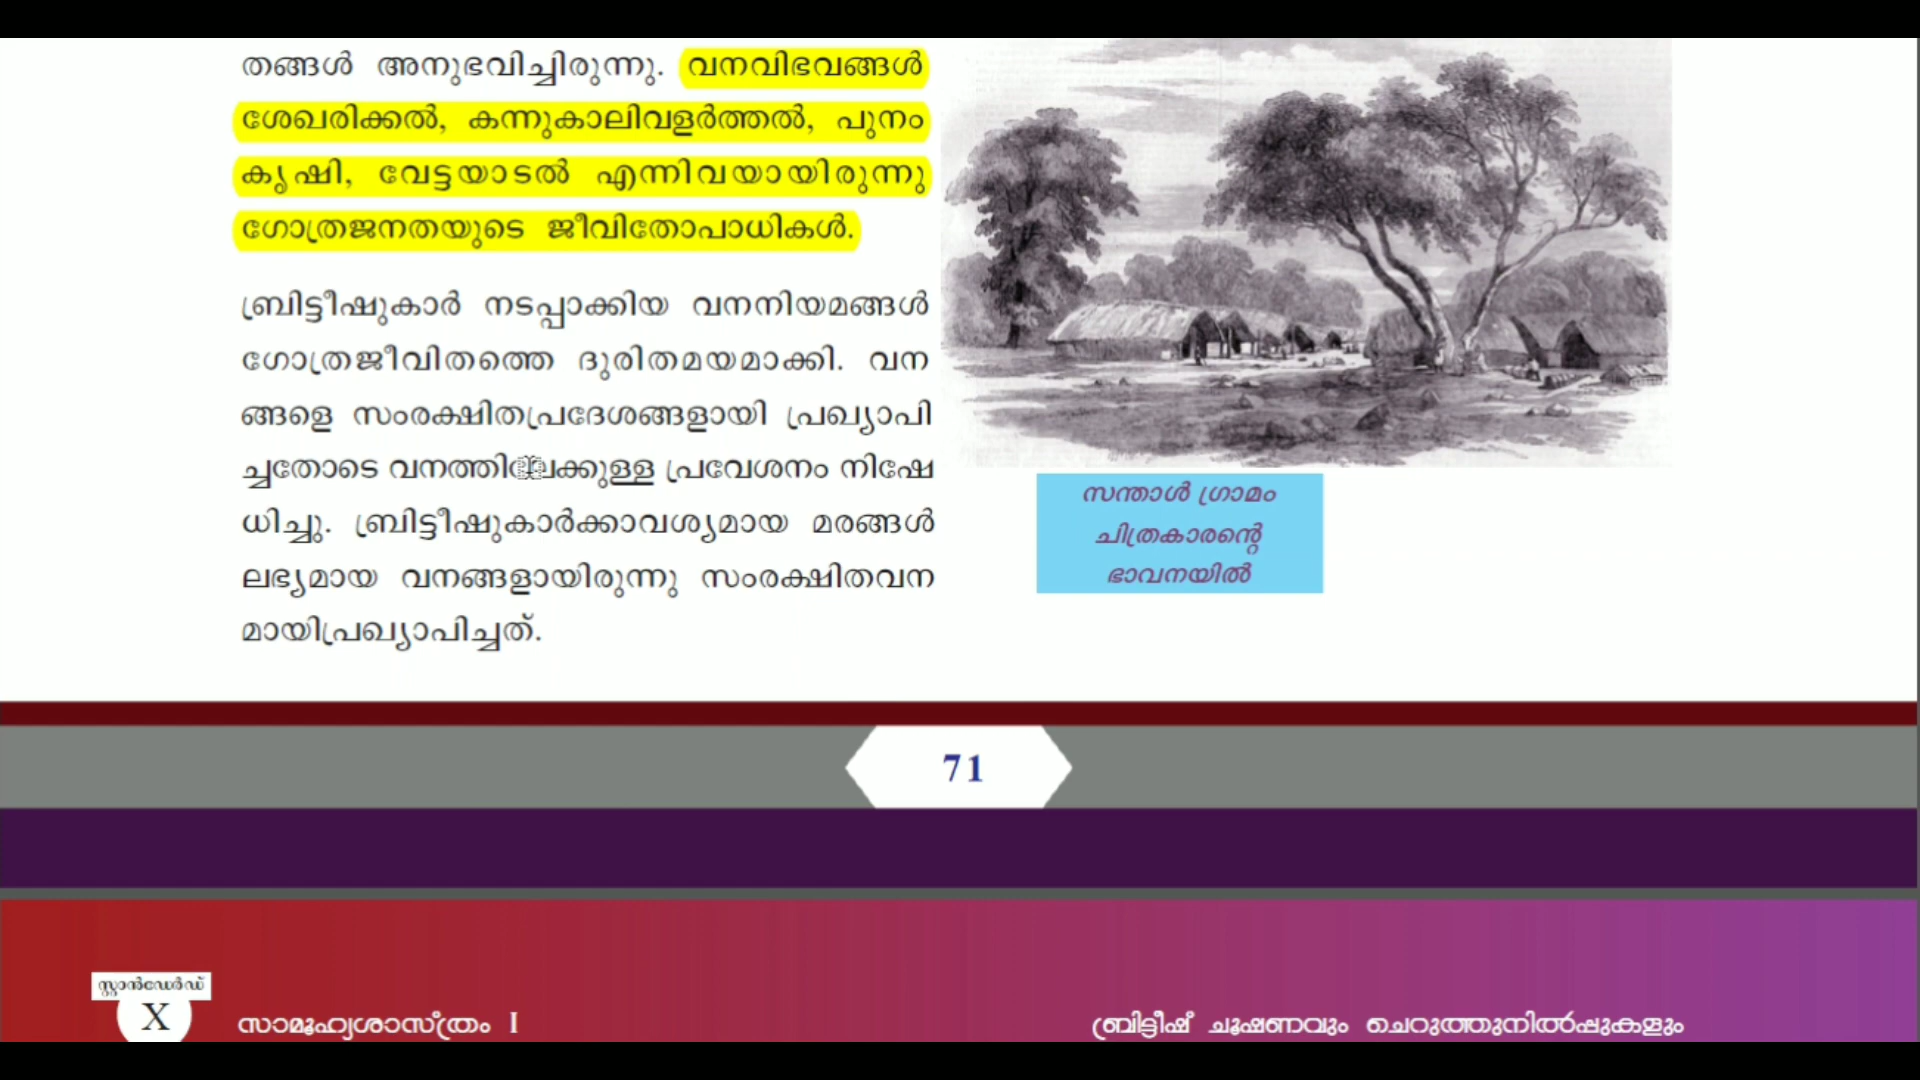 തങ്ങൾ അനുഭവിച്ചിരുന്നു. വനവിഭവങ്ങൾ
ശേഖരിക്കൽ, കന്നുകാലിവളർത്തൽ, പുനം
കൃഷി, വേട്ടയാടൽ എന്നിവയായിരുന്നു
ഗോത്രജനതയുടെ ജീവിതോപാധികൾ.
ബ്രിട്ടീഷുകാർ നടപ്പാക്കിയ വനനിയമങ്ങൾ
ഗോത്രജീവിതത്തെ ദുരിതമയമാക്കി. വന
ങ്ങളെ സംരക്ഷിതപ്രദേശങ്ങളായി പ്രഖ്യാപി
ച്ചതോടെ വനത്തിലേക്കുള്ള പ്രവേശനം നിഷേ
ധിച്ചു. ബ്രിട്ടീഷുകാർക്കാവശ്യമായ മരങ്ങൾ
ലഭ്യമായ വനങ്ങളായിരുന്നു സംരക്ഷിതവന
മായിപ്രഖ്യാപിച്ചത്.
സന്താൾ ഗ്രാമം
ചിത്രകാരന്റെ
ഭാവനയിൽ
71
സ്റ്റാൻഡേർഡ്
X
സാമൂഹ്യശാസ്ത്രം I
ബ്രിട്ടീഷ് ചൂഷണവും ചെറുത്തുനിൽപ്പുകളും